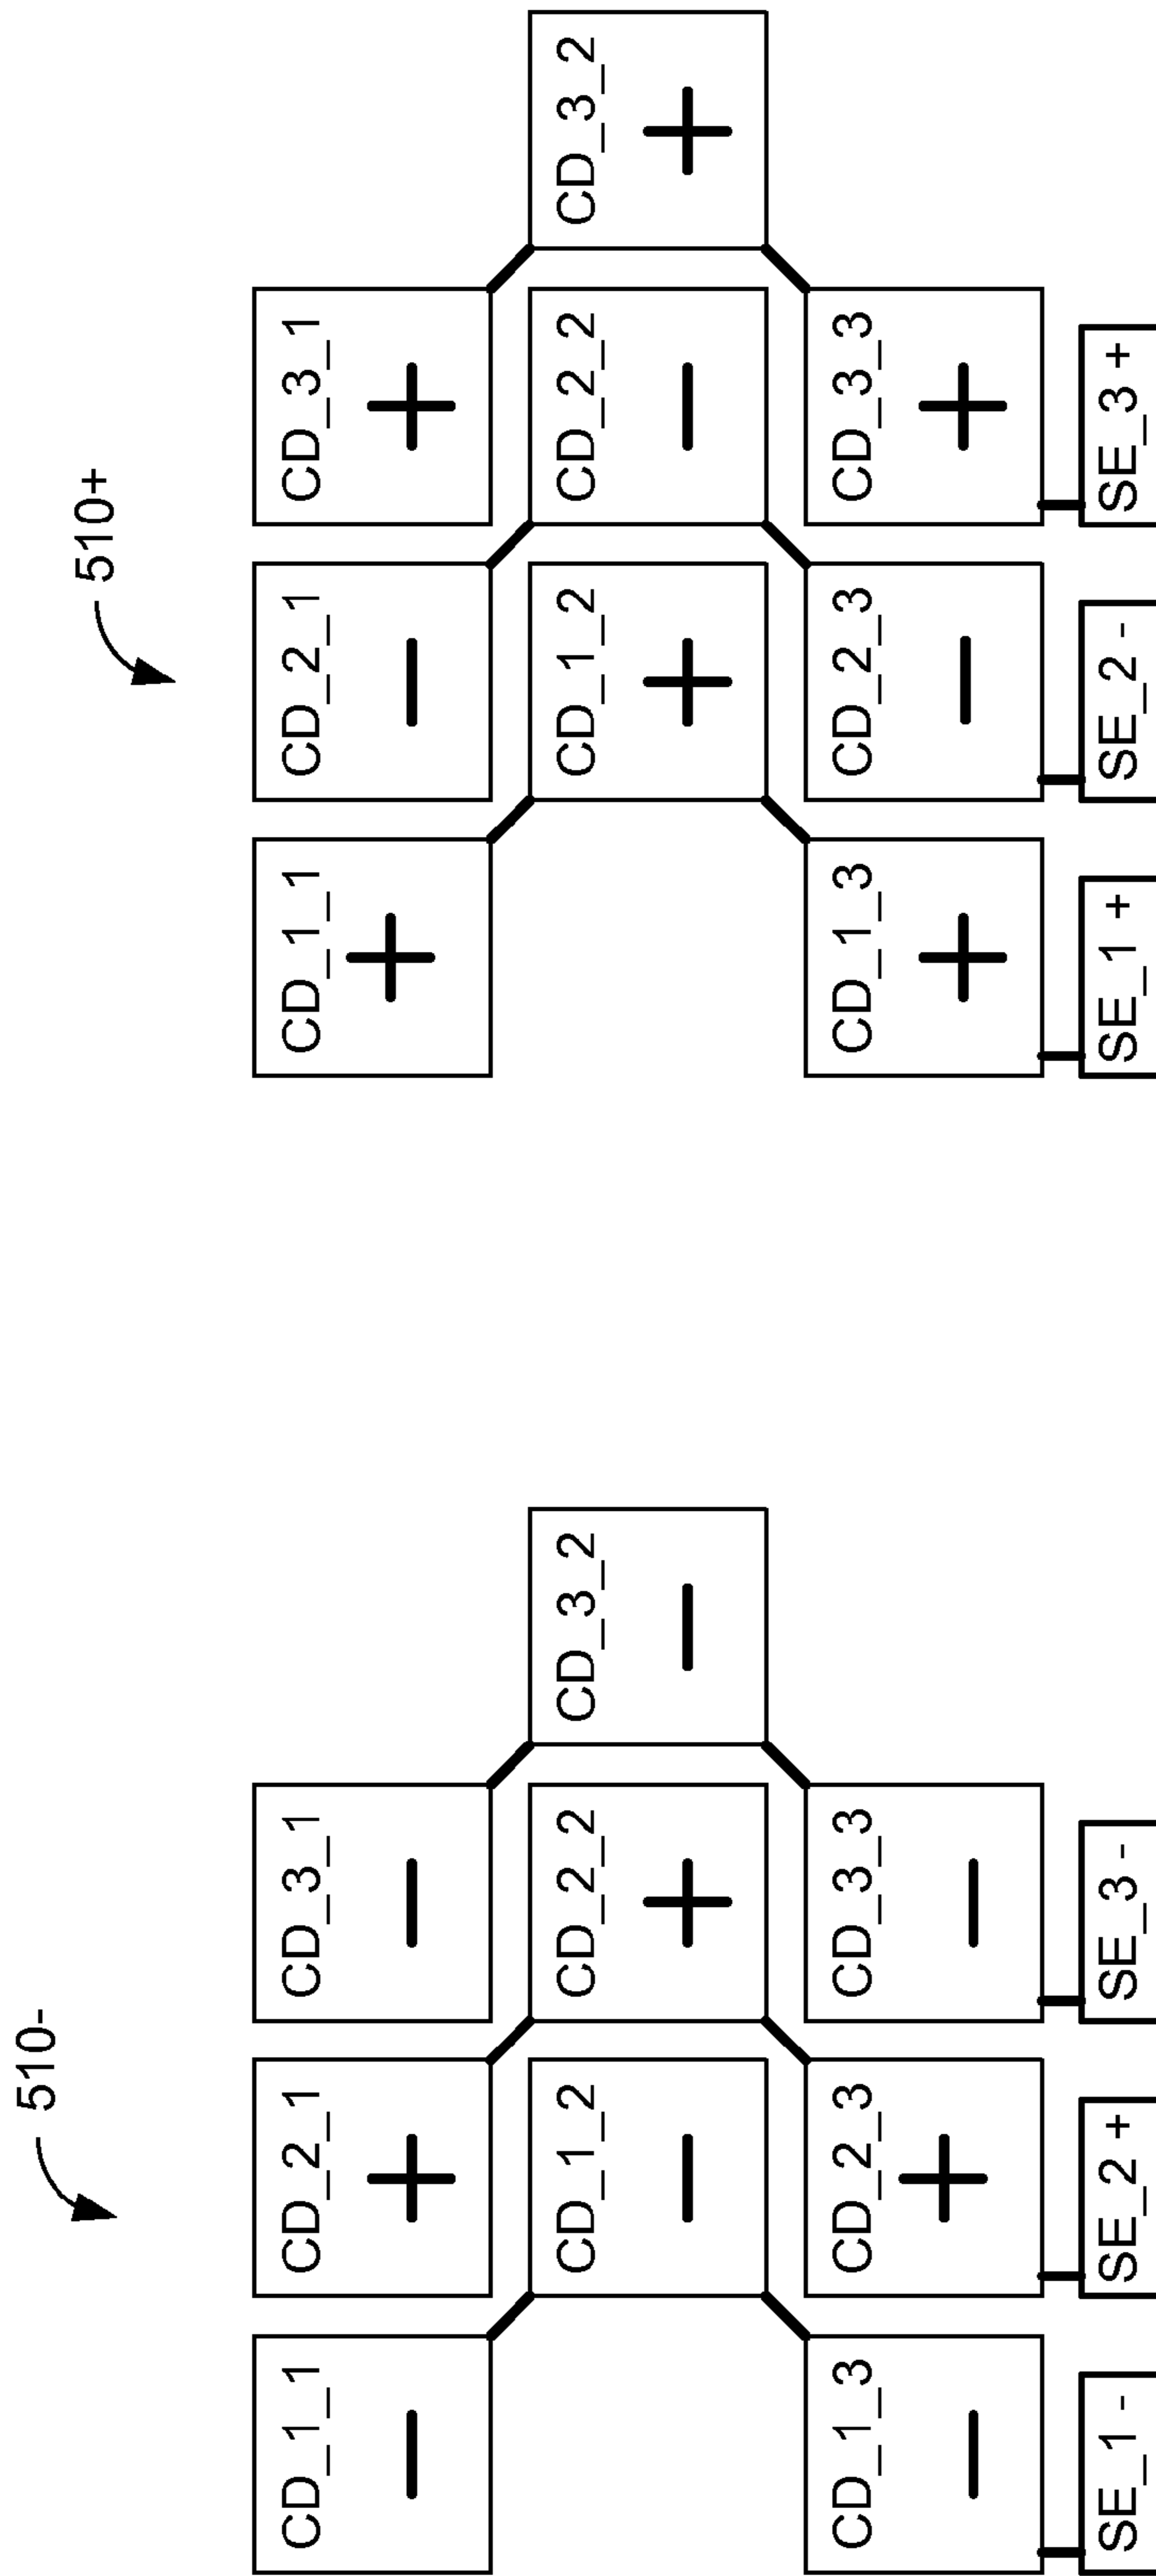 510-
CD_1_1
−
CD_2_1
+
CD_3_1
−
CD_1_2
−
CD_2_2
+
CD_3_2
−
CD_1_3
−
CD_2_3
+
CD_3_3
−
SE_1 -
SE_2 +
SE_3 -
510+
CD_1_1
+
CD_2_1
−
CD_3_1
+
CD_1_2
+
CD_2_2
−
CD_3_2
+
CD_1_3
+
CD_2_3
−
CD_3_3
+
SE_1 +
SE_2 -
SE_3 +